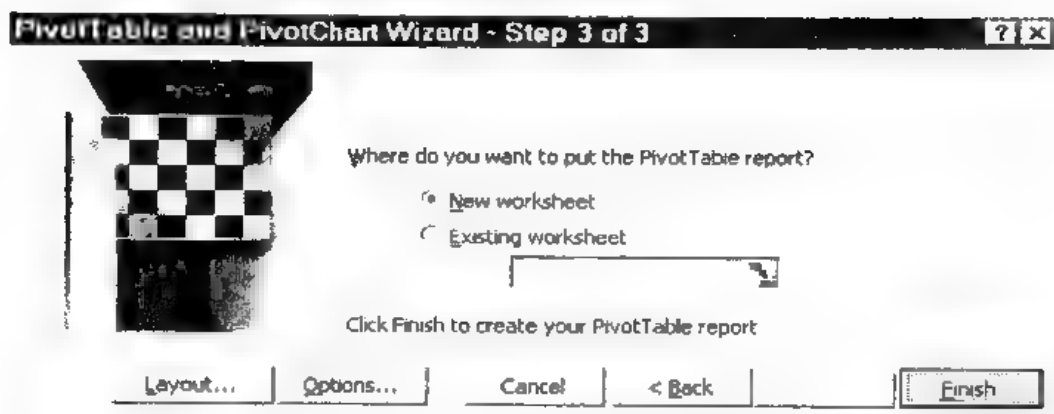 PivotTable and PivotChart Wizard - Step 3 of 3
Where do you want to put the PivotTable report?
New worksheet
Existing worksheet
Click Finish to create your PivotTable report
Layout... Options... Cancel < Back Finish